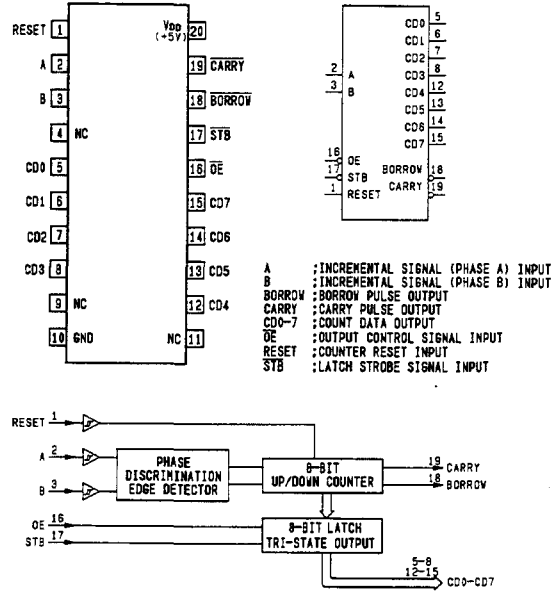 RESET 1
VDD (+5V) 20
A 2
19 CARRY
B 3
18 BORROW
4 NC
17 STB
CD0 5
16 OE
CD1 6
15 CD7
CD2 7
14 CD6
CD3 8
13 CD5
9 NC
12 CD4
10 GND
NC 11
2 A
3 B
16 OE
17 STB
1 RESET
CD0 5
CD1 6
CD2 7
CD3 8
CD4 12
CD5 13
CD6 14
CD7 15
BORROW 18
CARRY 19
A ;INCREMENTAL SIGNAL (PHASE A) INPUT
B ;INCREMENTAL SIGNAL (PHASE B) INPUT
BORROW ;BORROW PULSE OUTPUT
CARRY ;CARRY PULSE OUTPUT
CD0-7 ;COUNT DATA OUTPUT
OE ;OUTPUT CONTROL SIGNAL INPUT
RESET ;COUNTER RESET INPUT
STB ;LATCH STROBE SIGNAL INPUT
RESET 1
A 2
B 3
PHASE
DISCRIMINATION
EDGE DETECTOR
8-BIT
UP/DOWN COUNTER
19 CARRY
18 BORROW
OE 16
STB 17
8-BIT LATCH
TRI-STATE OUTPUT
5-8
12-15
CD0-CD7